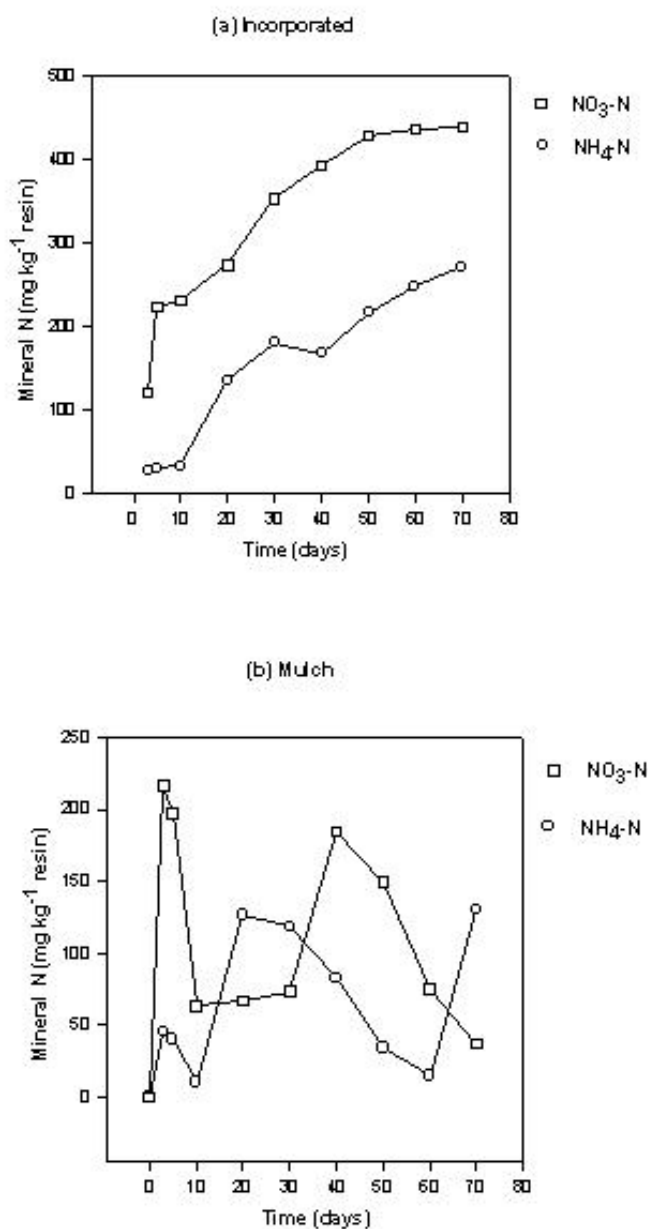 (a) Incorporated
500
400
300
200
100
0
Mineral N (mg kg-1 resin)
0 10 20 30 40 50 60 70 80
Time (days)
NO3-N
NH4-N
(b) Mulch
250
200
150
100
50
0
Mineral N (mg kg-1 resin)
0 10 20 30 40 50 60 70 80
Time (days)
NO3-N
NH4-N